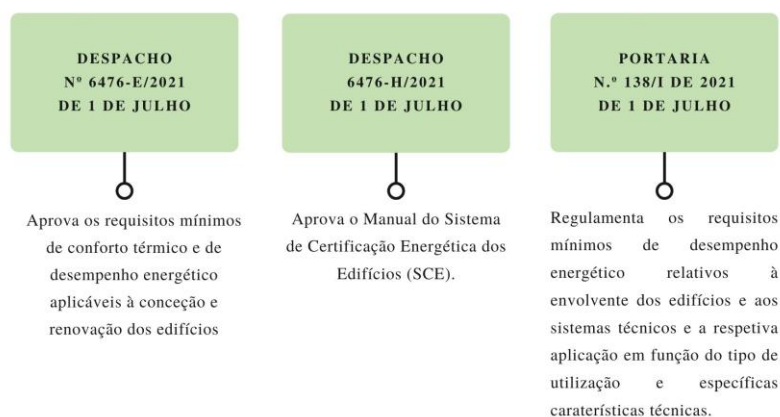 DESPACHO
Nº 6476-E/2021
DE 1 DE JULHO
Aprova os requisitos mínimos
de conforto térmico e de
desempenho energético
aplicáveis à conceção e
renovação dos edifícios
DESPACHO
6476-H/2021
DE 1 DE JULHO
Aprova o Manual do Sistema
de Certificação Energética dos
Edifícios (SCE).
PORTARIA
N.º 138/I DE 2021
DE 1 DE JULHO
Regulamenta os requisitos
mínimos de desempenho
energético relativos à
envolvente dos edifícios e aos
sistemas técnicos e a respetiva
aplicação em função do tipo de
utilização e específicas
caraterísticas técnicas.